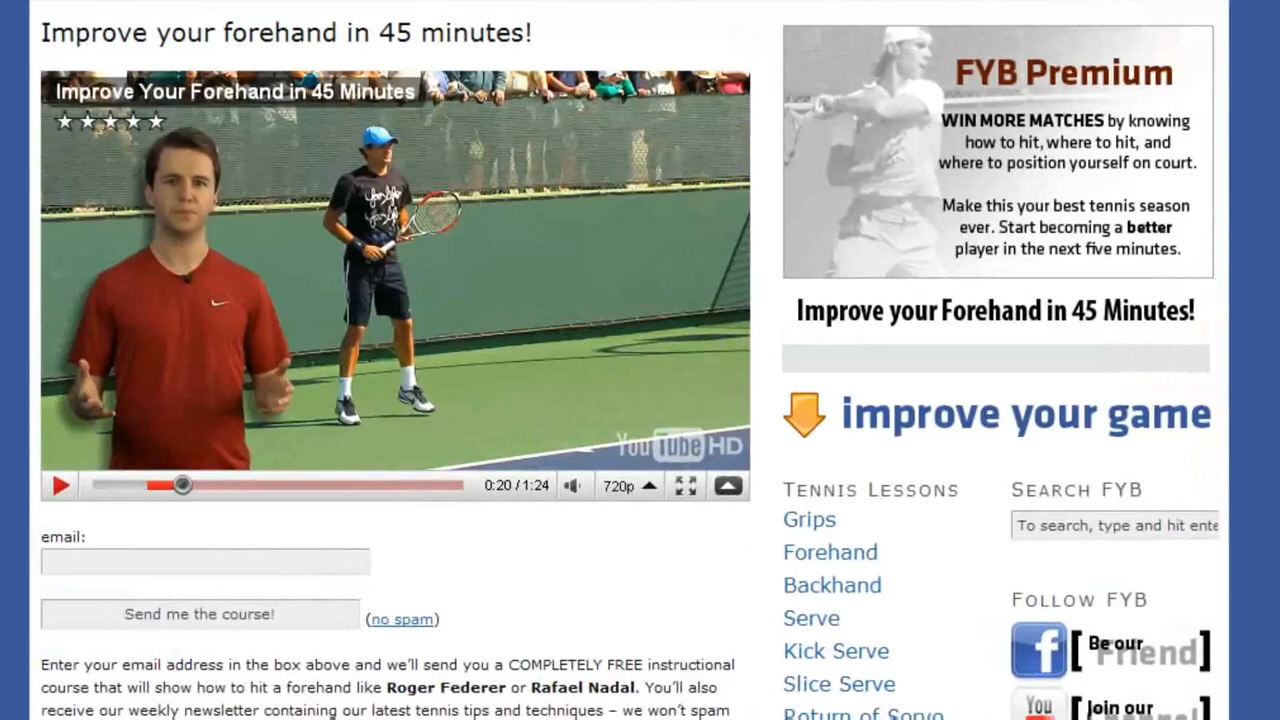 Improve your forehand in 45 minutes!
Improve Your Forehand in 45 Minutes
YouTube HD
0:20 / 1:24
720p
email:
Send me the course!
(no spam)
Enter your email address in the box above and we'll send you a COMPLETELY FREE instructional
course that will show how to hit a forehand like Roger Federer or Rafael Nadal. You'll also
receive our weekly newsletter containing our latest tennis tips and techniques – we won't spam
FYB Premium
WIN MORE MATCHES by knowing
how to hit, where to hit, and
where to position yourself on court.
Make this your best tennis season
ever. Start becoming a better
player in the next five minutes.
Improve your Forehand in 45 Minutes!
improve your game
TENNIS LESSONS
Grips
Forehand
Backhand
Serve
Kick Serve
Slice Serve
Return of Serve
SEARCH FYB
To search, type and hit ente
FOLLOW FYB
f
[Be our Friend]
You
[Join our